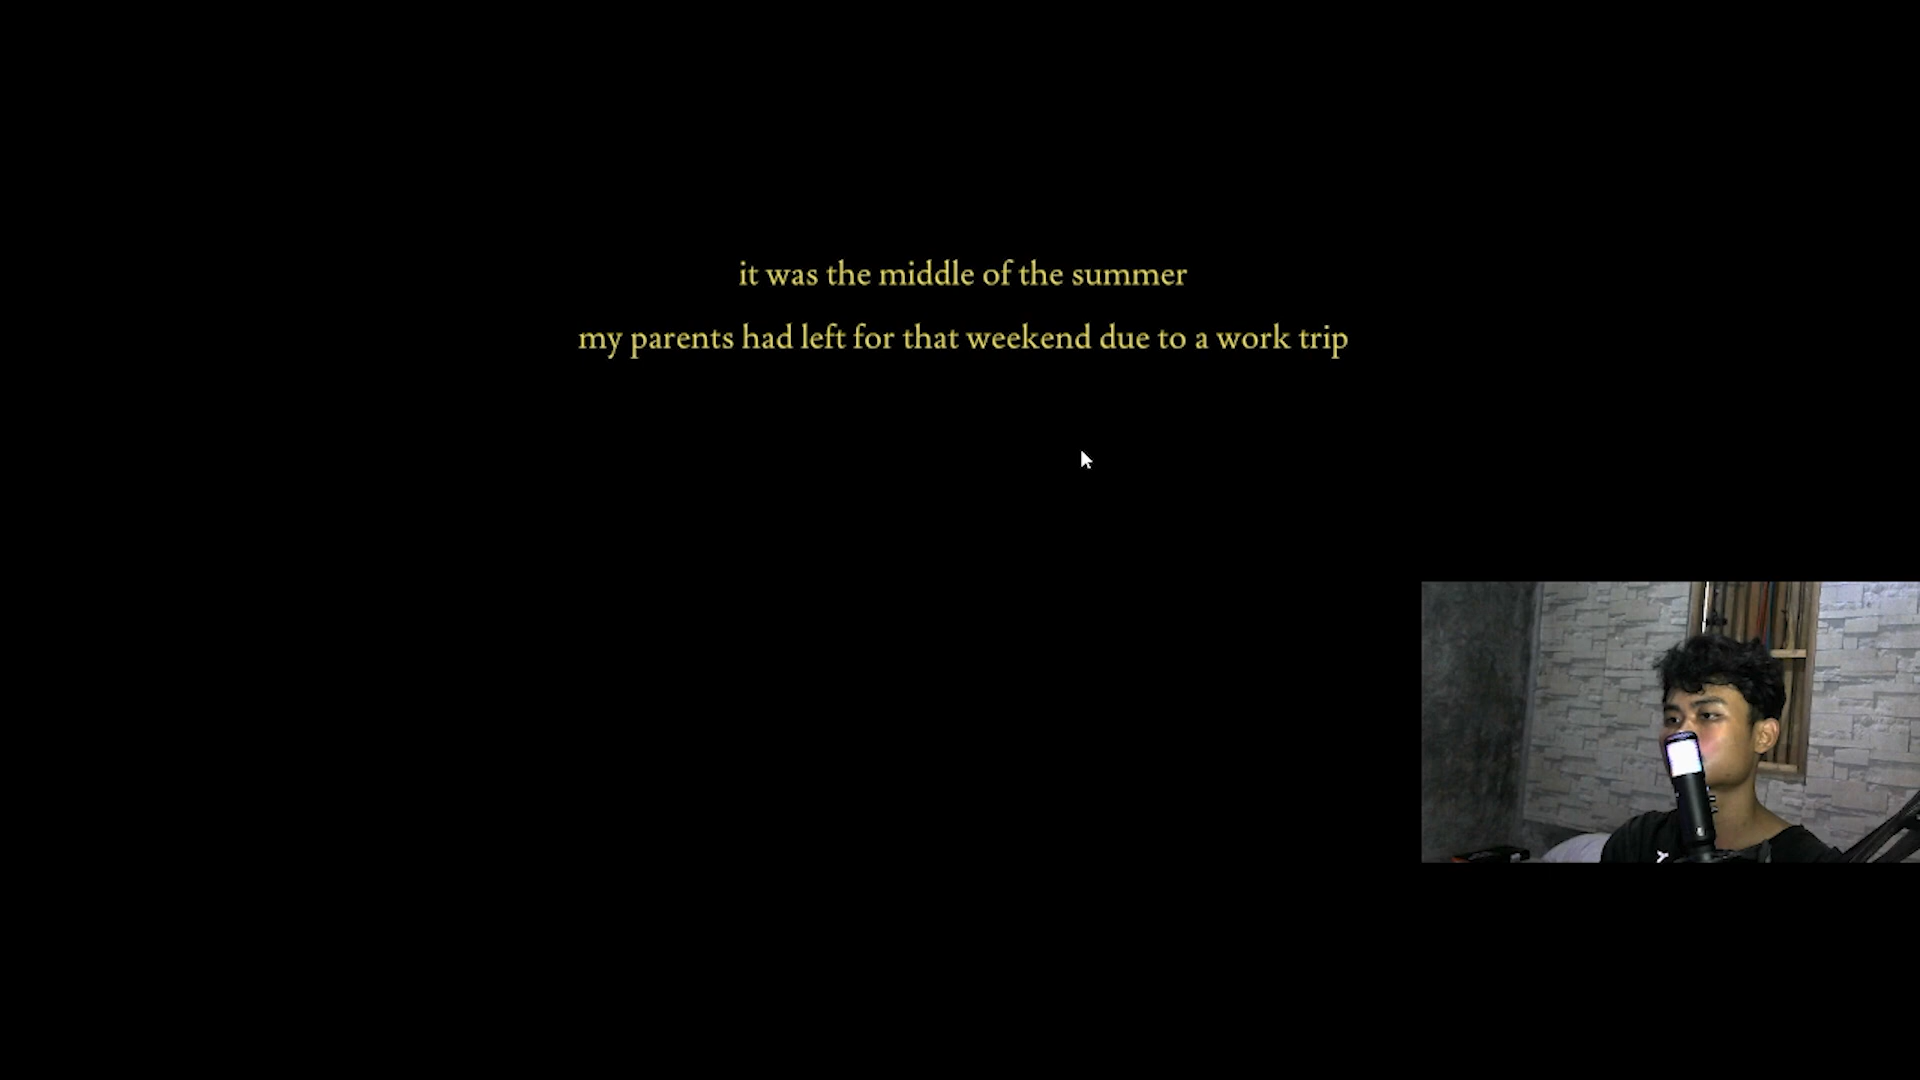 it was the middle of the summer
my parents had left for that weekend due to a work trip